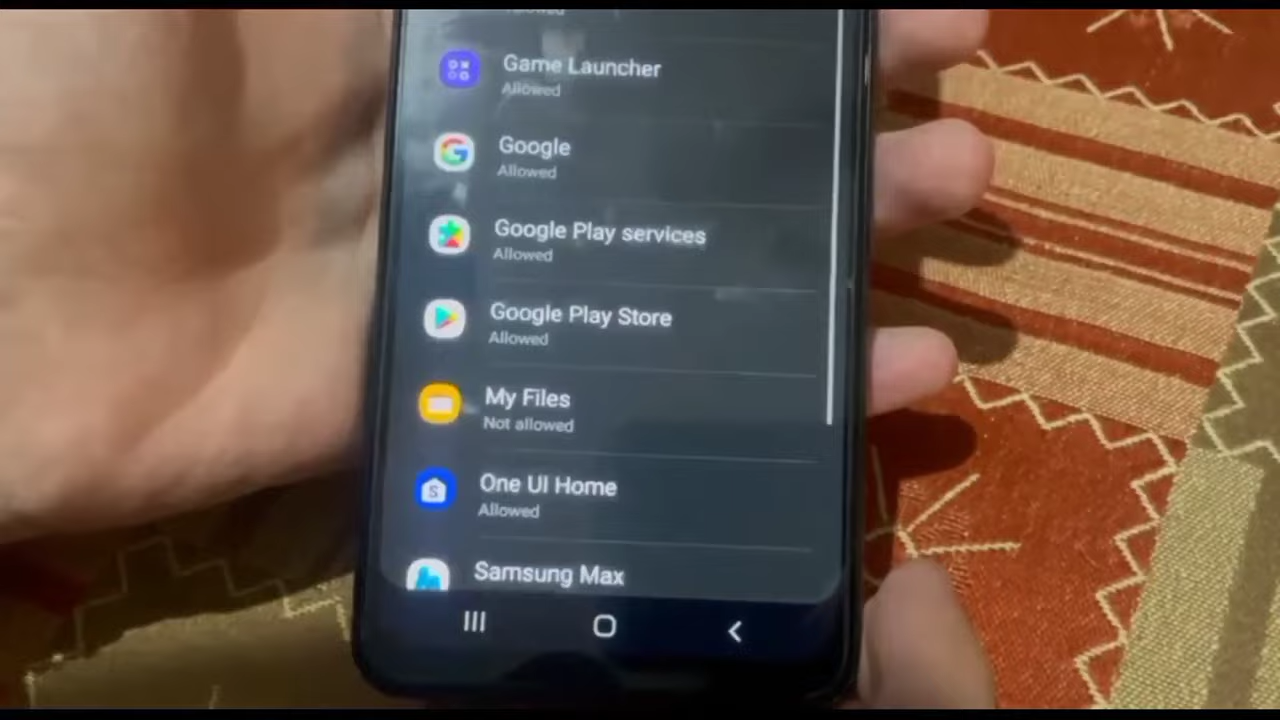 Allowed
Game Launcher
Allowed
Google
Allowed
Google Play services
Allowed
Google Play Store
Allowed
My Files
Not allowed
One UI Home
Allowed
Samsung Max